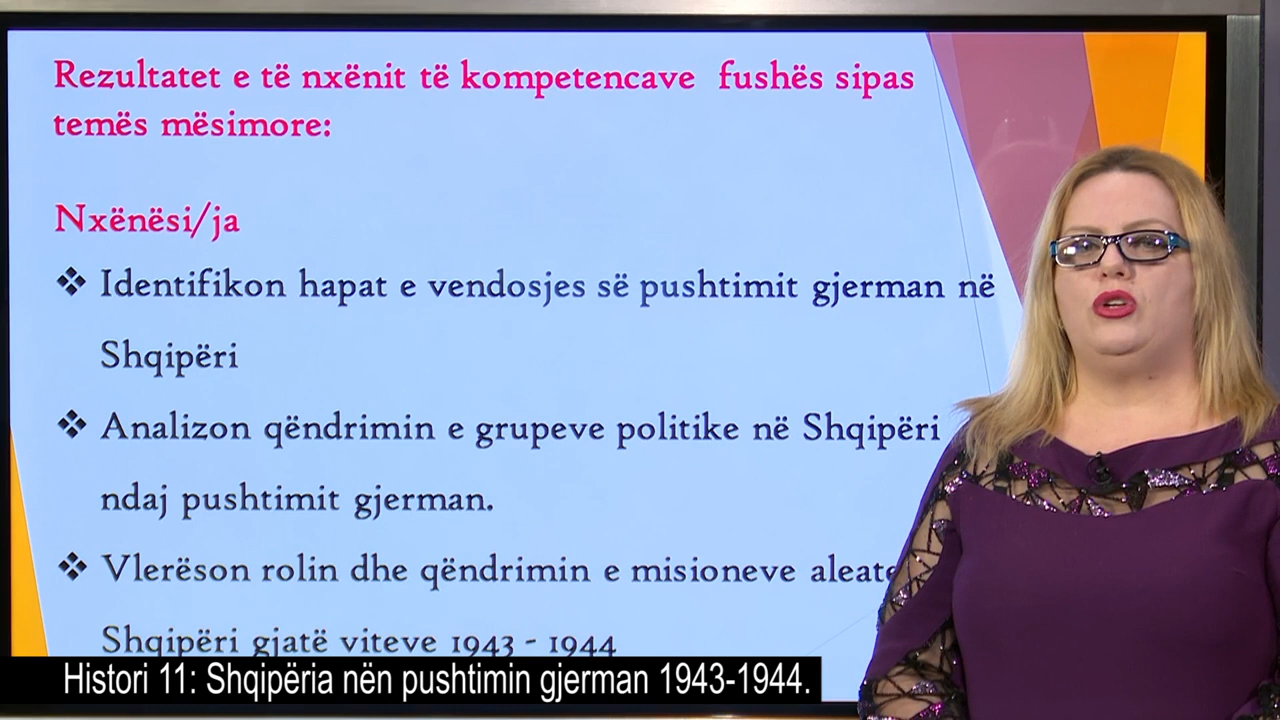 Rezultatet e të nxënit të kompetencave fushës sipas
temës mësimore:
Nxënësi/ja
❖ Identifikon hapat e vendosjes së pushtimit gjerman në
Shqipëri
❖ Analizon qëndrimin e grupeve politike në Shqipëri
ndaj pushtimit gjerman.
❖ Vlerëson rolin dhe qëndrimin e misioneve aleate
Shqipëri gjatë viteve 1943 - 1944
Histori 11: Shqipëria nën pushtimin gjerman 1943-1944.